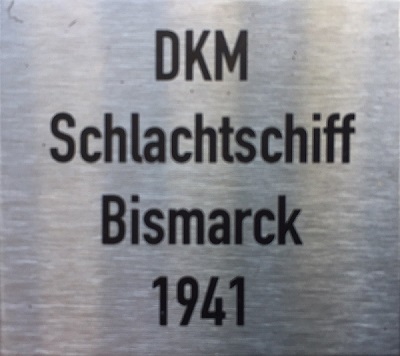 DKM
Schlachtschiff
Bismarck
1941